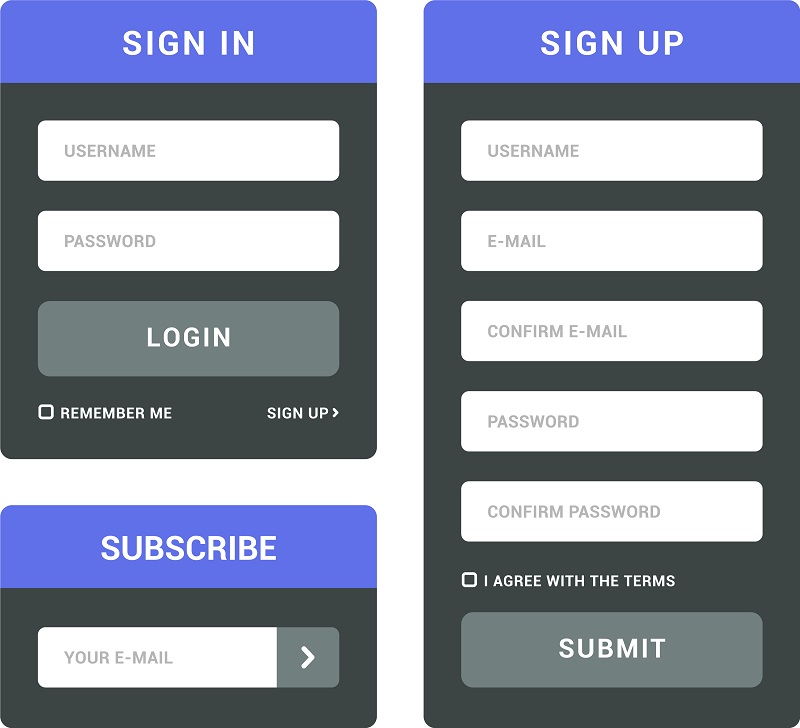 SIGN IN
USERNAME
PASSWORD
LOGIN
REMEMBER ME
SIGN UP
SUBSCRIBE
YOUR E-MAIL
SIGN UP
USERNAME
E-MAIL
CONFIRM E-MAIL
PASSWORD
CONFIRM PASSWORD
I AGREE WITH THE TERMS
SUBMIT